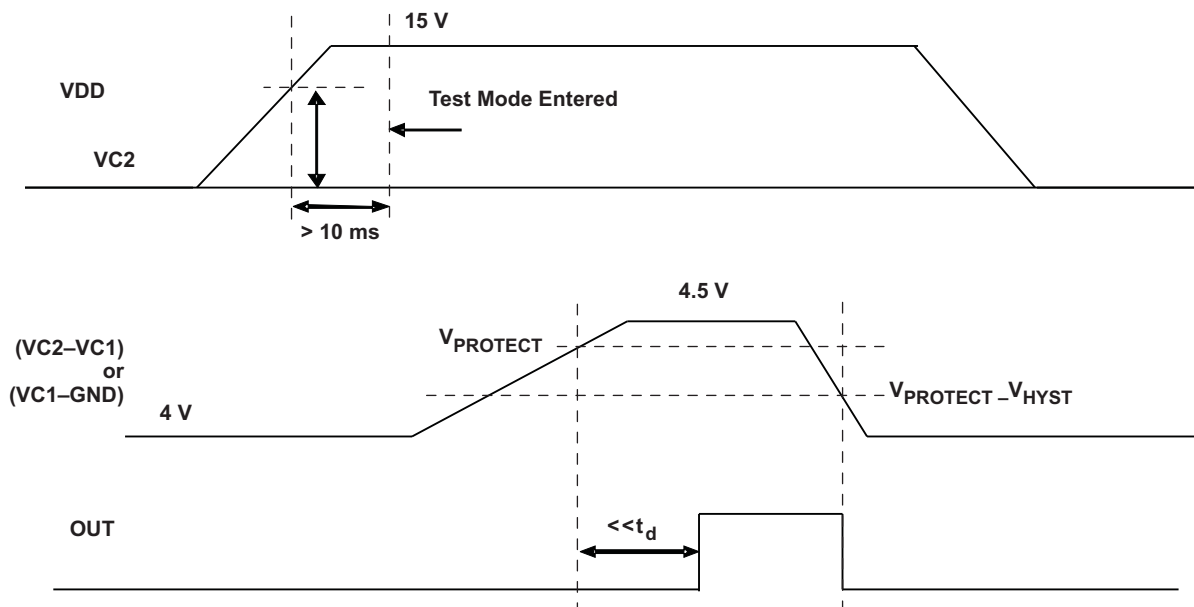 15 V
VDD
Test Mode Entered
VC2
> 10 ms
4.5 V
VPROTECT
(VC2–VC1)
or
(VC1–GND)
VPROTECT –VHYST
4 V
OUT
<<td